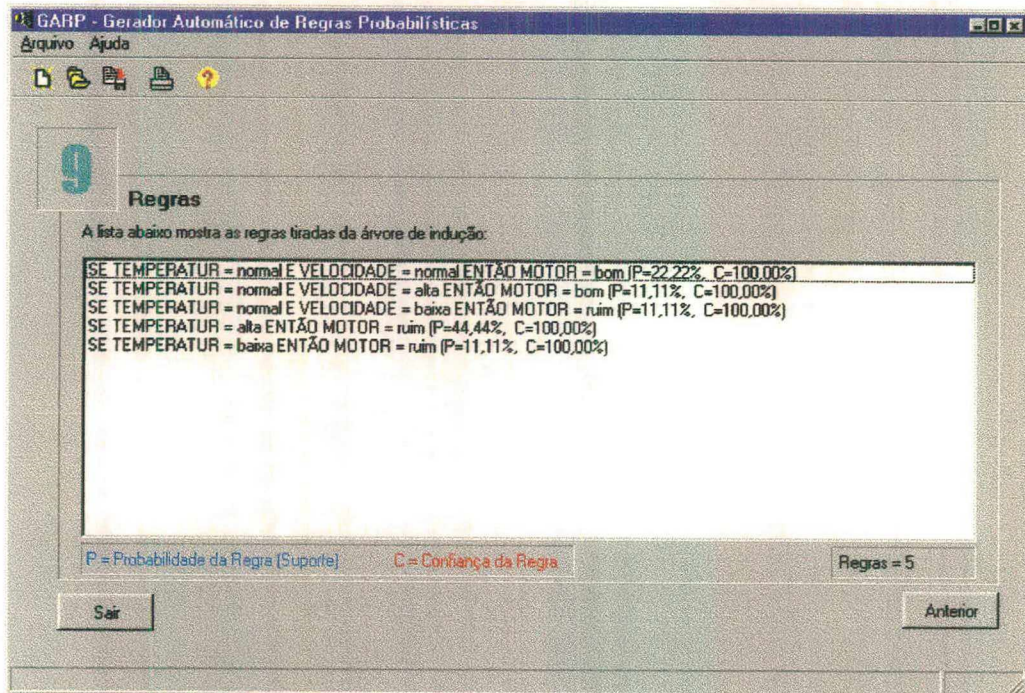 GARP - Gerador Automático de Regras Probabilísticas
Arquivo Ajuda
9
Regras
A lista abaixo mostra as regras tiradas da árvore de indução:
SE TEMPERATUR = normal E VELOCIDADE = normal ENTÃO MOTOR = bom (P=22,22%, C=100,00%)
SE TEMPERATUR = normal E VELOCIDADE = alta ENTÃO MOTOR = bom (P=11,11%, C=100,00%)
SE TEMPERATUR = normal E VELOCIDADE = baixa ENTÃO MOTOR = ruim (P=11,11%, C=100,00%)
SE TEMPERATUR = alta ENTÃO MOTOR = ruim (P=44,44%, C=100,00%)
SE TEMPERATUR = baixa ENTÃO MOTOR = ruim (P=11,11%, C=100,00%)
P = Probabilidade da Regra (Suporte) C = Confiança da Regra Regras = 5
Sair Anterior